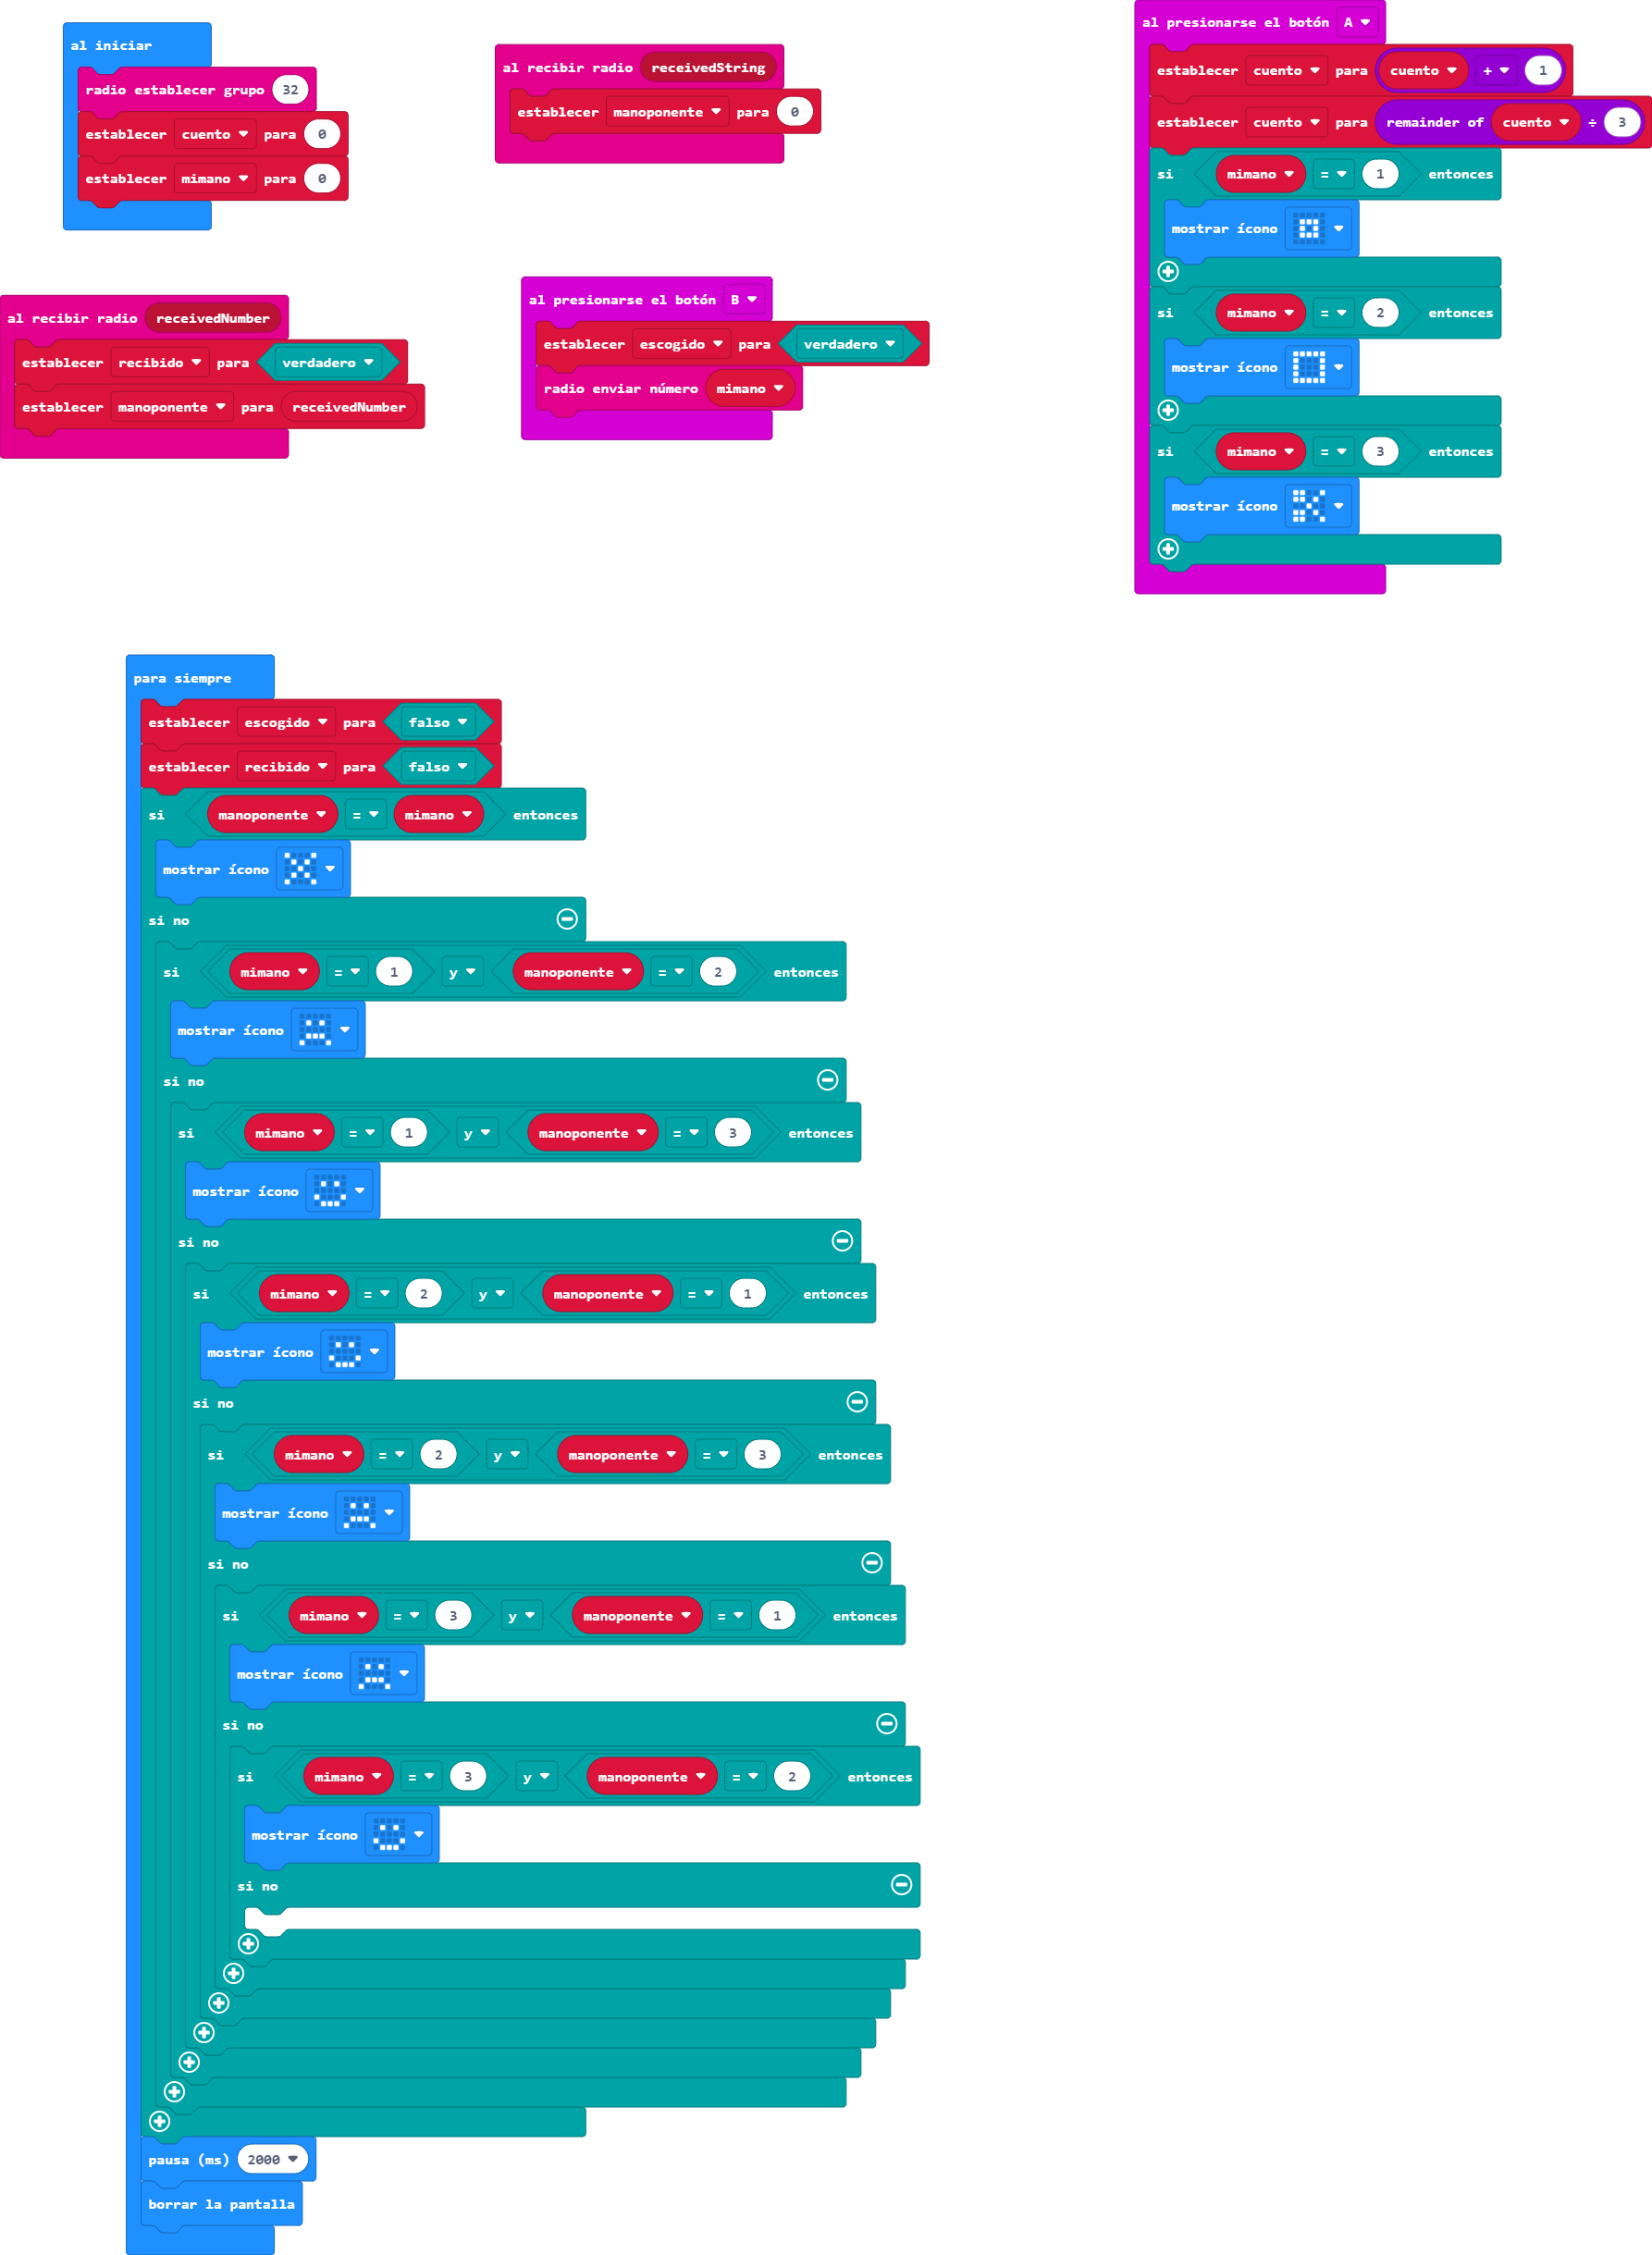 al iniciar
radio establecer grupo 32
establecer cuento para 0
establecer mimano para 0
al recibir radio receivedString
establecer manoponente para 0
al presionarse el botón A
establecer cuento para cuento + 1
establecer cuento para remainder of cuento ÷ 3
si mimano = 1 entonces
mostrar ícono
si mimano = 2 entonces
mostrar ícono
si mimano = 3 entonces
mostrar ícono
al recibir radio receivedNumber
establecer recibido para verdadero
establecer manoponente para receivedNumber
al presionarse el botón B
establecer escogido para verdadero
radio enviar número mimano
para siempre
establecer escogido para falso
establecer recibido para falso
si manoponente = mimano entonces
mostrar ícono
si no
si mimano = 1 y manoponente = 2 entonces
mostrar ícono
si no
si mimano = 1 y manoponente = 3 entonces
mostrar ícono
si no
si mimano = 2 y manoponente = 1 entonces
mostrar ícono
si no
si mimano = 2 y manoponente = 3 entonces
mostrar ícono
si no
si mimano = 3 y manoponente = 1 entonces
mostrar ícono
si no
si mimano = 3 y manoponente = 2 entonces
mostrar ícono
si no
pausa (ms) 2000
borrar la pantalla